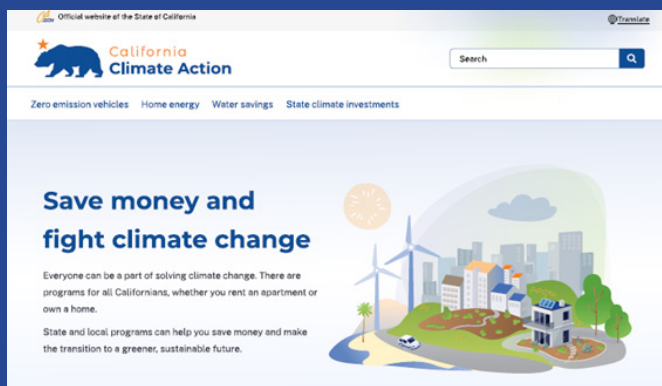 CA.GOV Official website of the State of California
Translate
California
Climate Action
Search
Zero emission vehicles Home energy Water savings State climate investments
Save money and
fight climate change
Everyone can be a part of solving climate change. There are
programs for all Californians, whether you rent an apartment or
own a home.
State and local programs can help you save money and make
the transition to a greener, sustainable future.